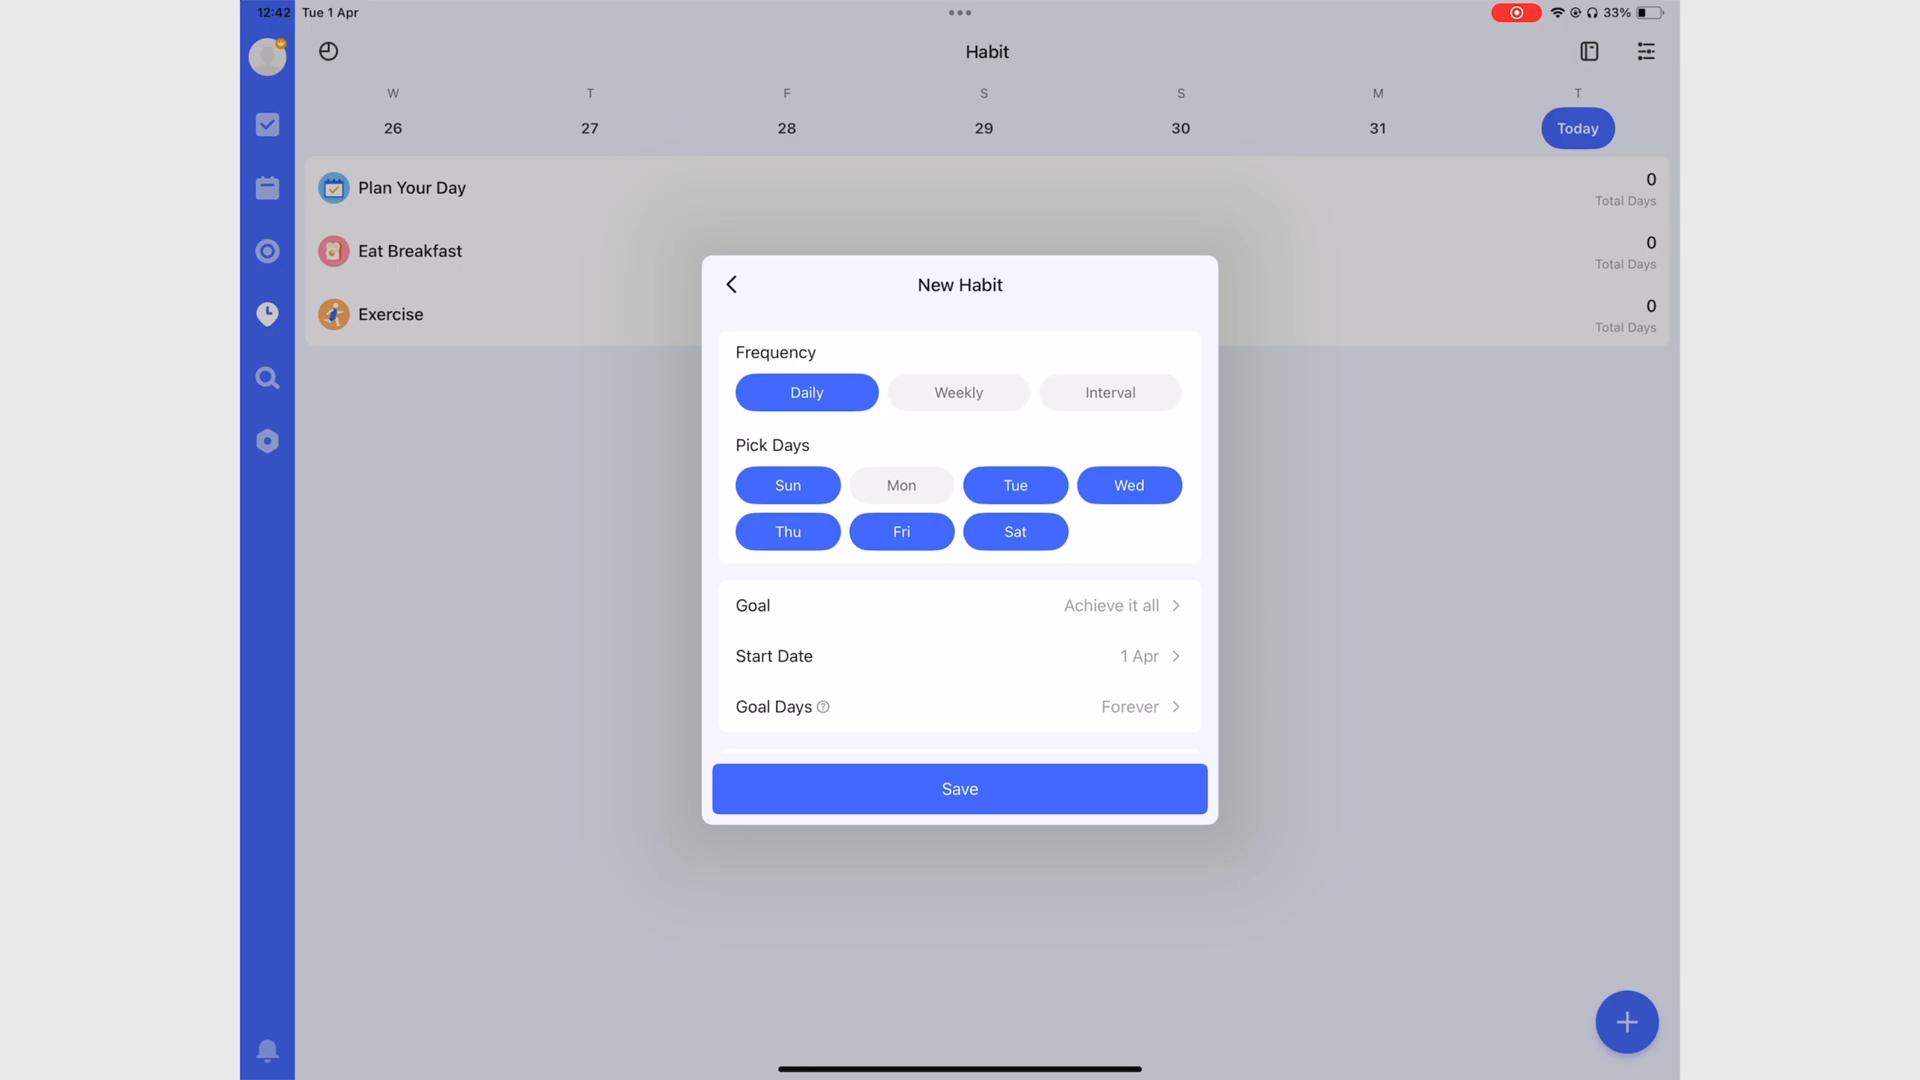 12:42 Tue 1 Apr 33%
Habit
W T F S S M T
26 27 28 29 30 31 Today
Plan Your Day 0
Total Days
Eat Breakfast 0
Total Days
Exercise 0
Total Days
New Habit
Frequency
Daily Weekly Interval
Pick Days
Sun Mon Tue Wed
Thu Fri Sat
Goal Achieve it all
Start Date 1 Apr
Goal Days Forever
Save